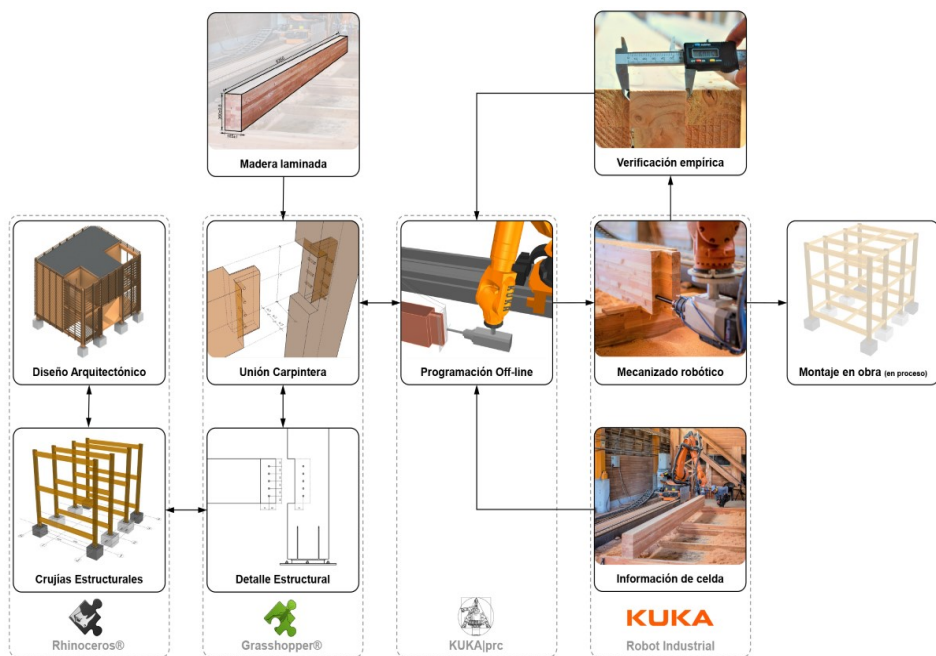 Madera laminada
Verificación empírica
Diseño Arquitectónico
Unión Carpintera
KUKA
Programación Off-line
Mecanizado robótico
Montaje en obra (en proceso)
Crujías Estructurales
Detalle Estructural
Información de celda
Rhinoceros®
Grasshopper®
KUKA|prc
KUKA
Robot Industrial